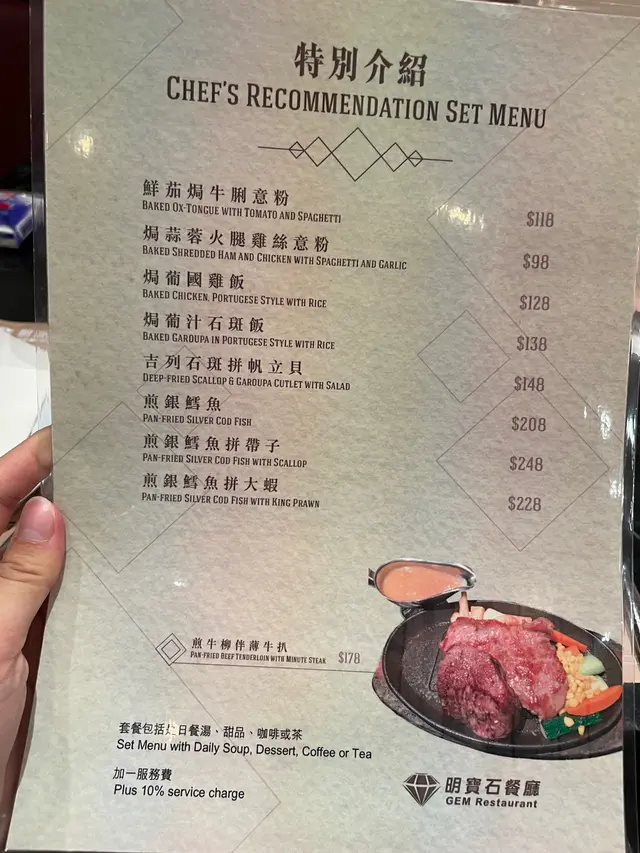 特別介紹
CHEF'S RECOMMENDATION SET MENU
鮮茄焗牛脷意粉
BAKED OX-TONGUE WITH TOMATO AND SPAGHETTI $118
焗蒜蓉火腿雞絲意粉
BAKED SHREDDED HAM AND CHICKEN WITH SPAGHETTI AND GARLIC $98
焗葡國雞飯
BAKED CHICKEN, PORTUGESE STYLE WITH RICE $128
焗葡汁石斑飯
BAKED GAROUPA IN PORTUGESE STYLE WITH RICE $138
吉列石斑拼帆立貝
DEEP-FRIED SCALLOP & GAROUPA CUTLET WITH SALAD $148
煎銀鱈魚
PAN-FRIED SILVER COD FISH $208
煎銀鱈魚拼帶子
PAN-FRIED SILVER COD FISH WITH SCALLOP $248
煎銀鱈魚拼大蝦
PAN-FRIED SILVER COD FISH WITH KING PRAWN $228
煎牛柳伴薄牛扒
PAN-FRIED BEEF TENDERLOIN WITH MINUTE STEAK $178
套餐包括 日餐湯、甜品、咖啡或茶
Set Menu with Daily Soup, Dessert, Coffee or Tea
加一服務費
Plus 10% service charge
明寶石餐廳
GEM Restaurant